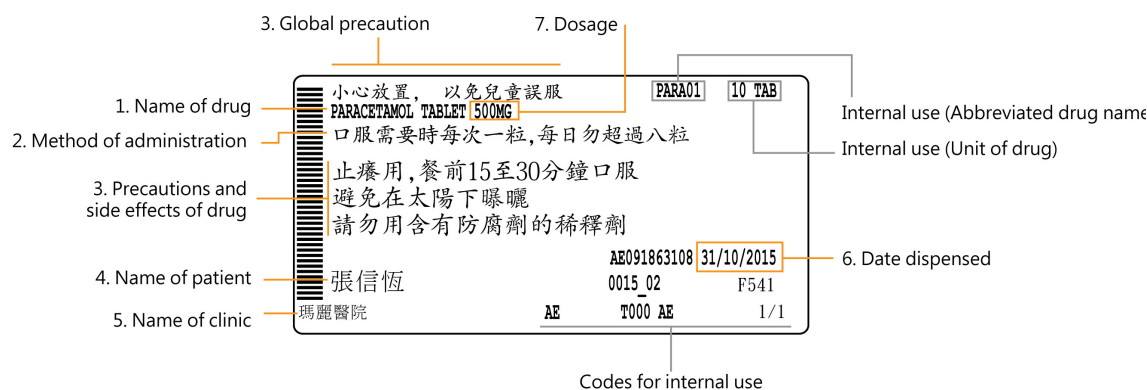 3. Global precaution
7. Dosage
小心放置, 以免兒童誤服
PARA01
10 TAB
1. Name of drug
PARACETAMOL TABLET 500MG
Internal use (Abbreviated drug name
2. Method of administration
口服需要時每次一粒,每日勿超過八粒
Internal use (Unit of drug)
止癢用,餐前15至30分鐘口服
3. Precautions and
side effects of drug
避免在太陽下曝曬
請勿用含有防腐劑的稀釋劑
AE091863108 31/10/2015
6. Date dispensed
4. Name of patient
張信恆
0015_02
F541
5. Name of clinic
瑪麗醫院
AE
T000 AE
1/1
Codes for internal use